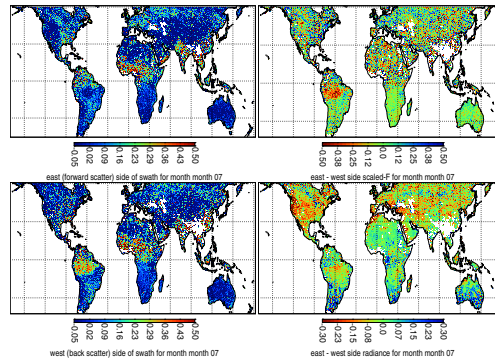 -0.05 0.02 0.09 0.16 0.23 0.29 0.36 0.43 0.50
-0.50 -0.38 -0.25 -0.12 0.0 0.12 0.25 0.38 0.50
east (forward scatter) side of swath for month month 07
east - west side scaled-F for month month 07
-0.05 0.02 0.09 0.16 0.23 0.29 0.36 0.43 0.50
-0.30 -0.23 -0.15 -0.07 0.0 0.07 0.15 0.23 0.30
west (back scatter) side of swath for month month 07
east - west side radiance for month month 07